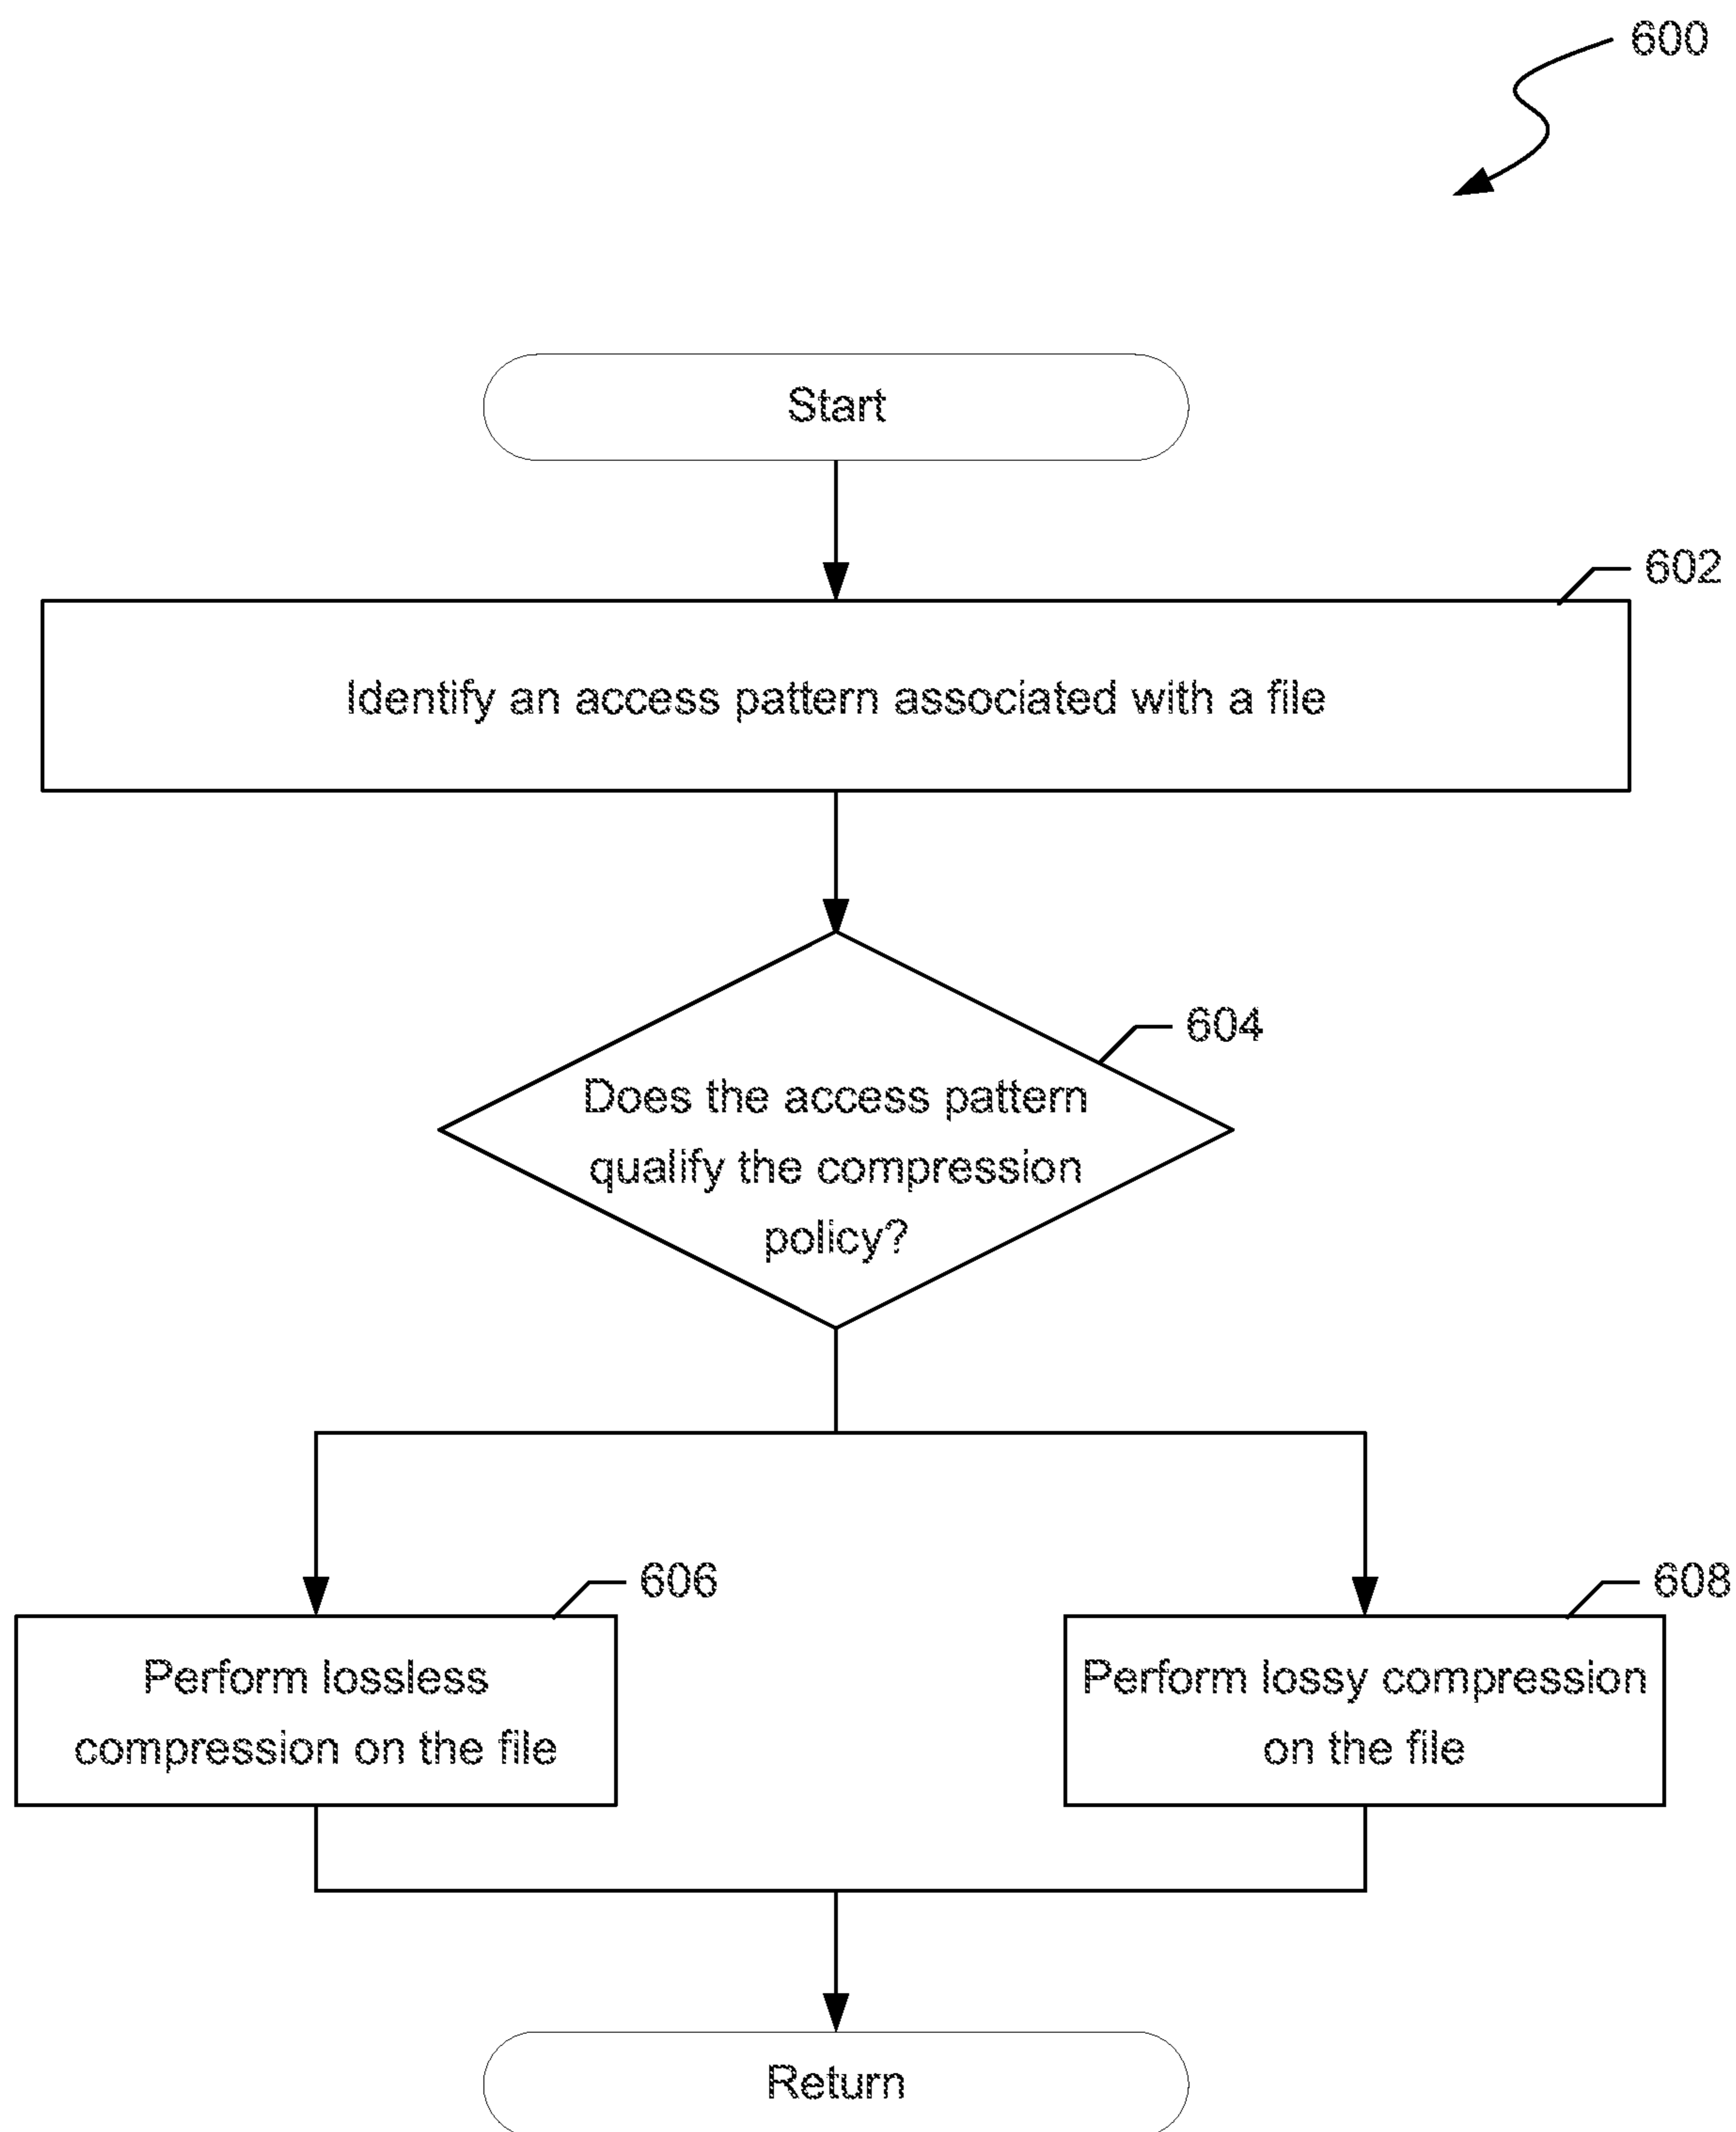 600
Start
602
Identify an access pattern associated with a file
604
Does the access pattern
qualify the compression
policy?
606
Perform lossless
compression on the file
608
Perform lossy compression
on the file
Return